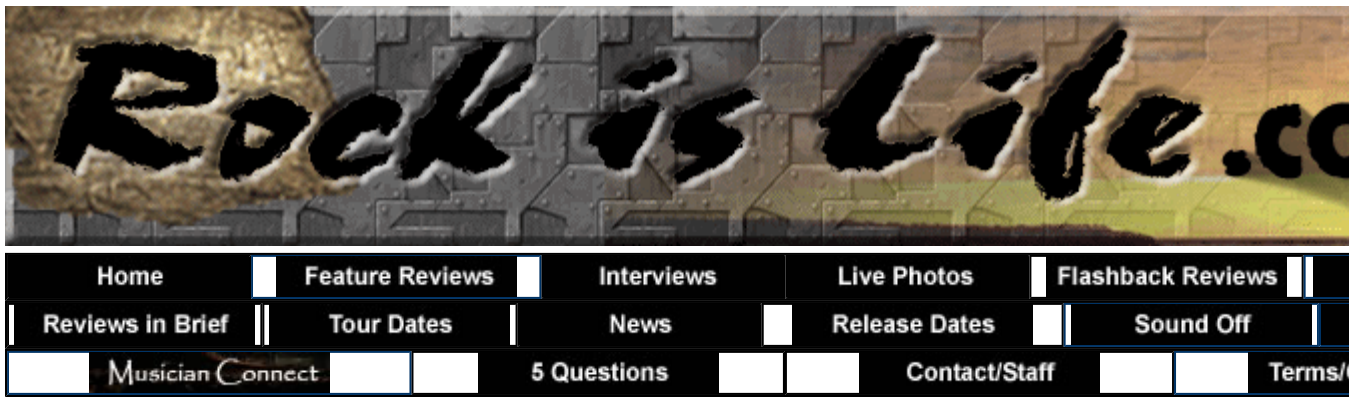 Rock is Life.co
Home Feature Reviews Interviews Live Photos Flashback Reviews
Reviews in Brief Tour Dates News Release Dates Sound Off
Musician Connect 5 Questions Contact/Staff Terms/